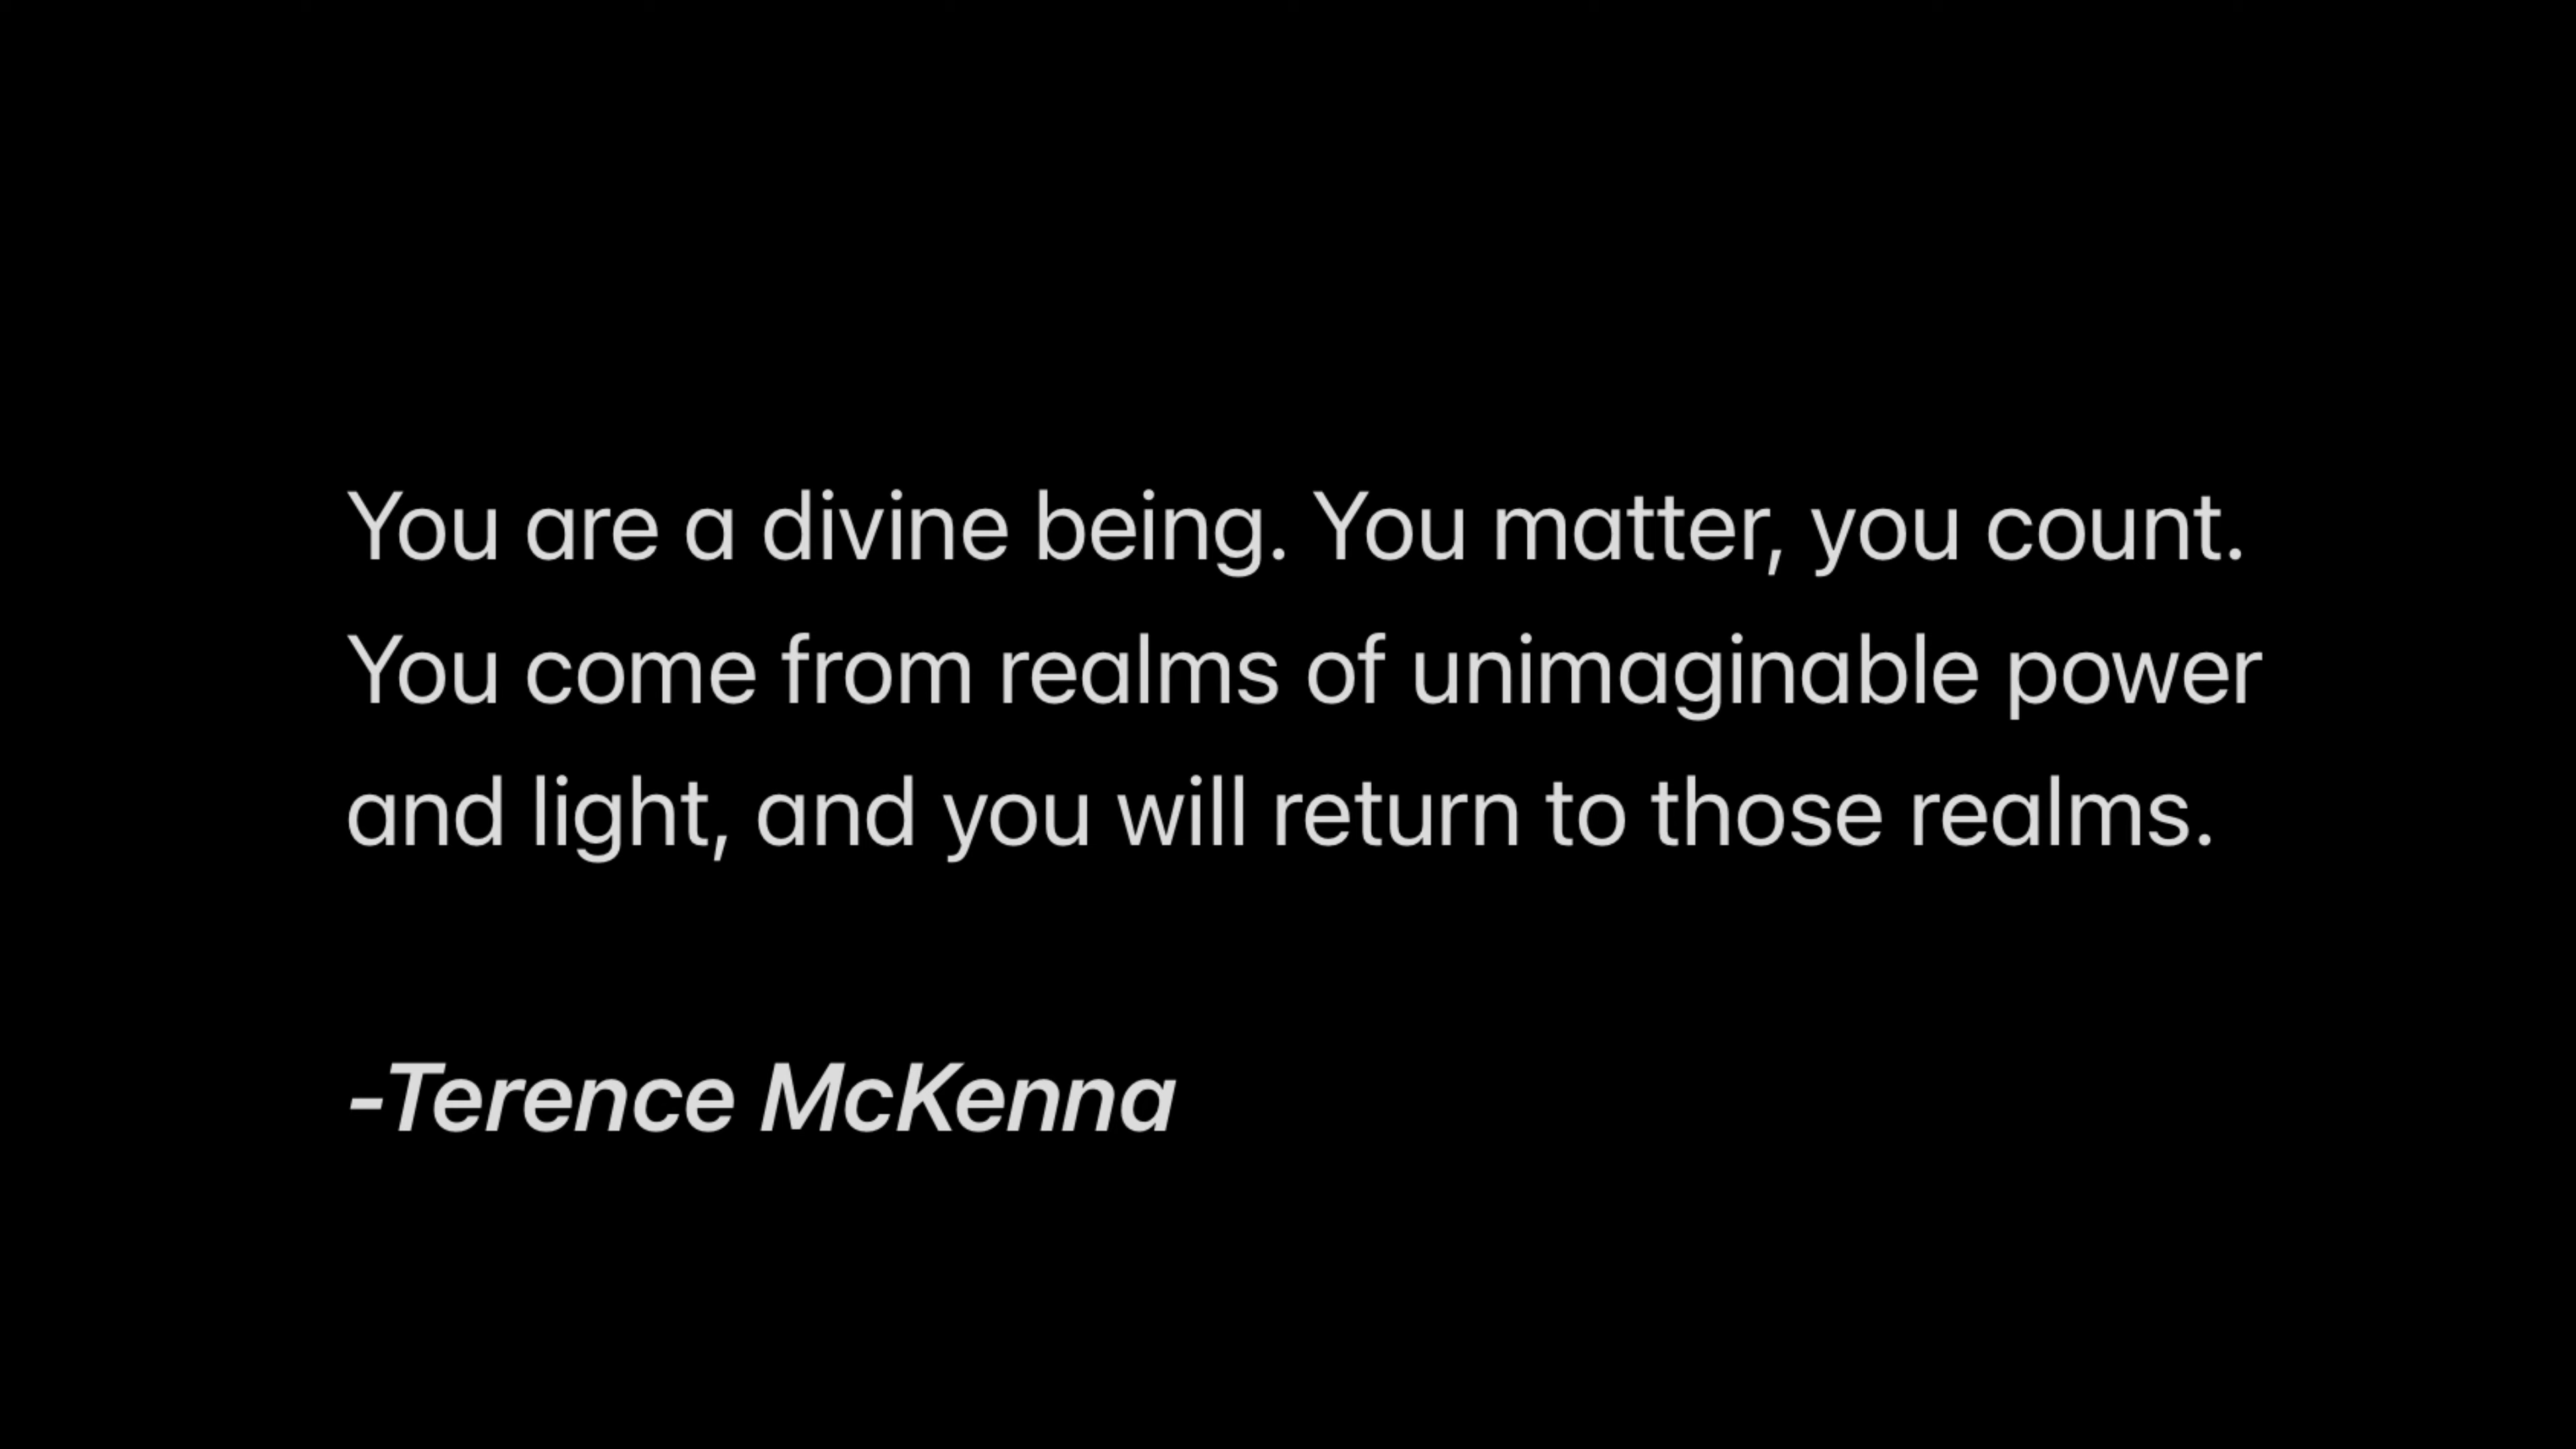 You are a divine being. You matter, you count.
You come from realms of unimaginable power
and light, and you will return to those realms.
-Terence McKenna